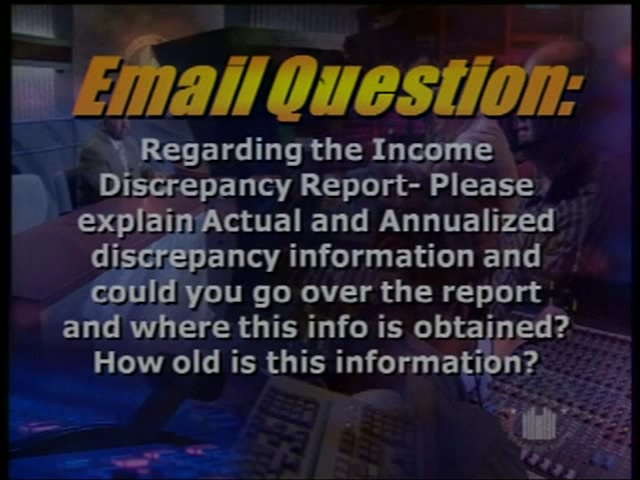 Email Question:
Regarding the Income
Discrepancy Report- Please
explain Actual and Annualized
discrepancy information and
could you go over the report
and where this info is obtained?
How old is this information?